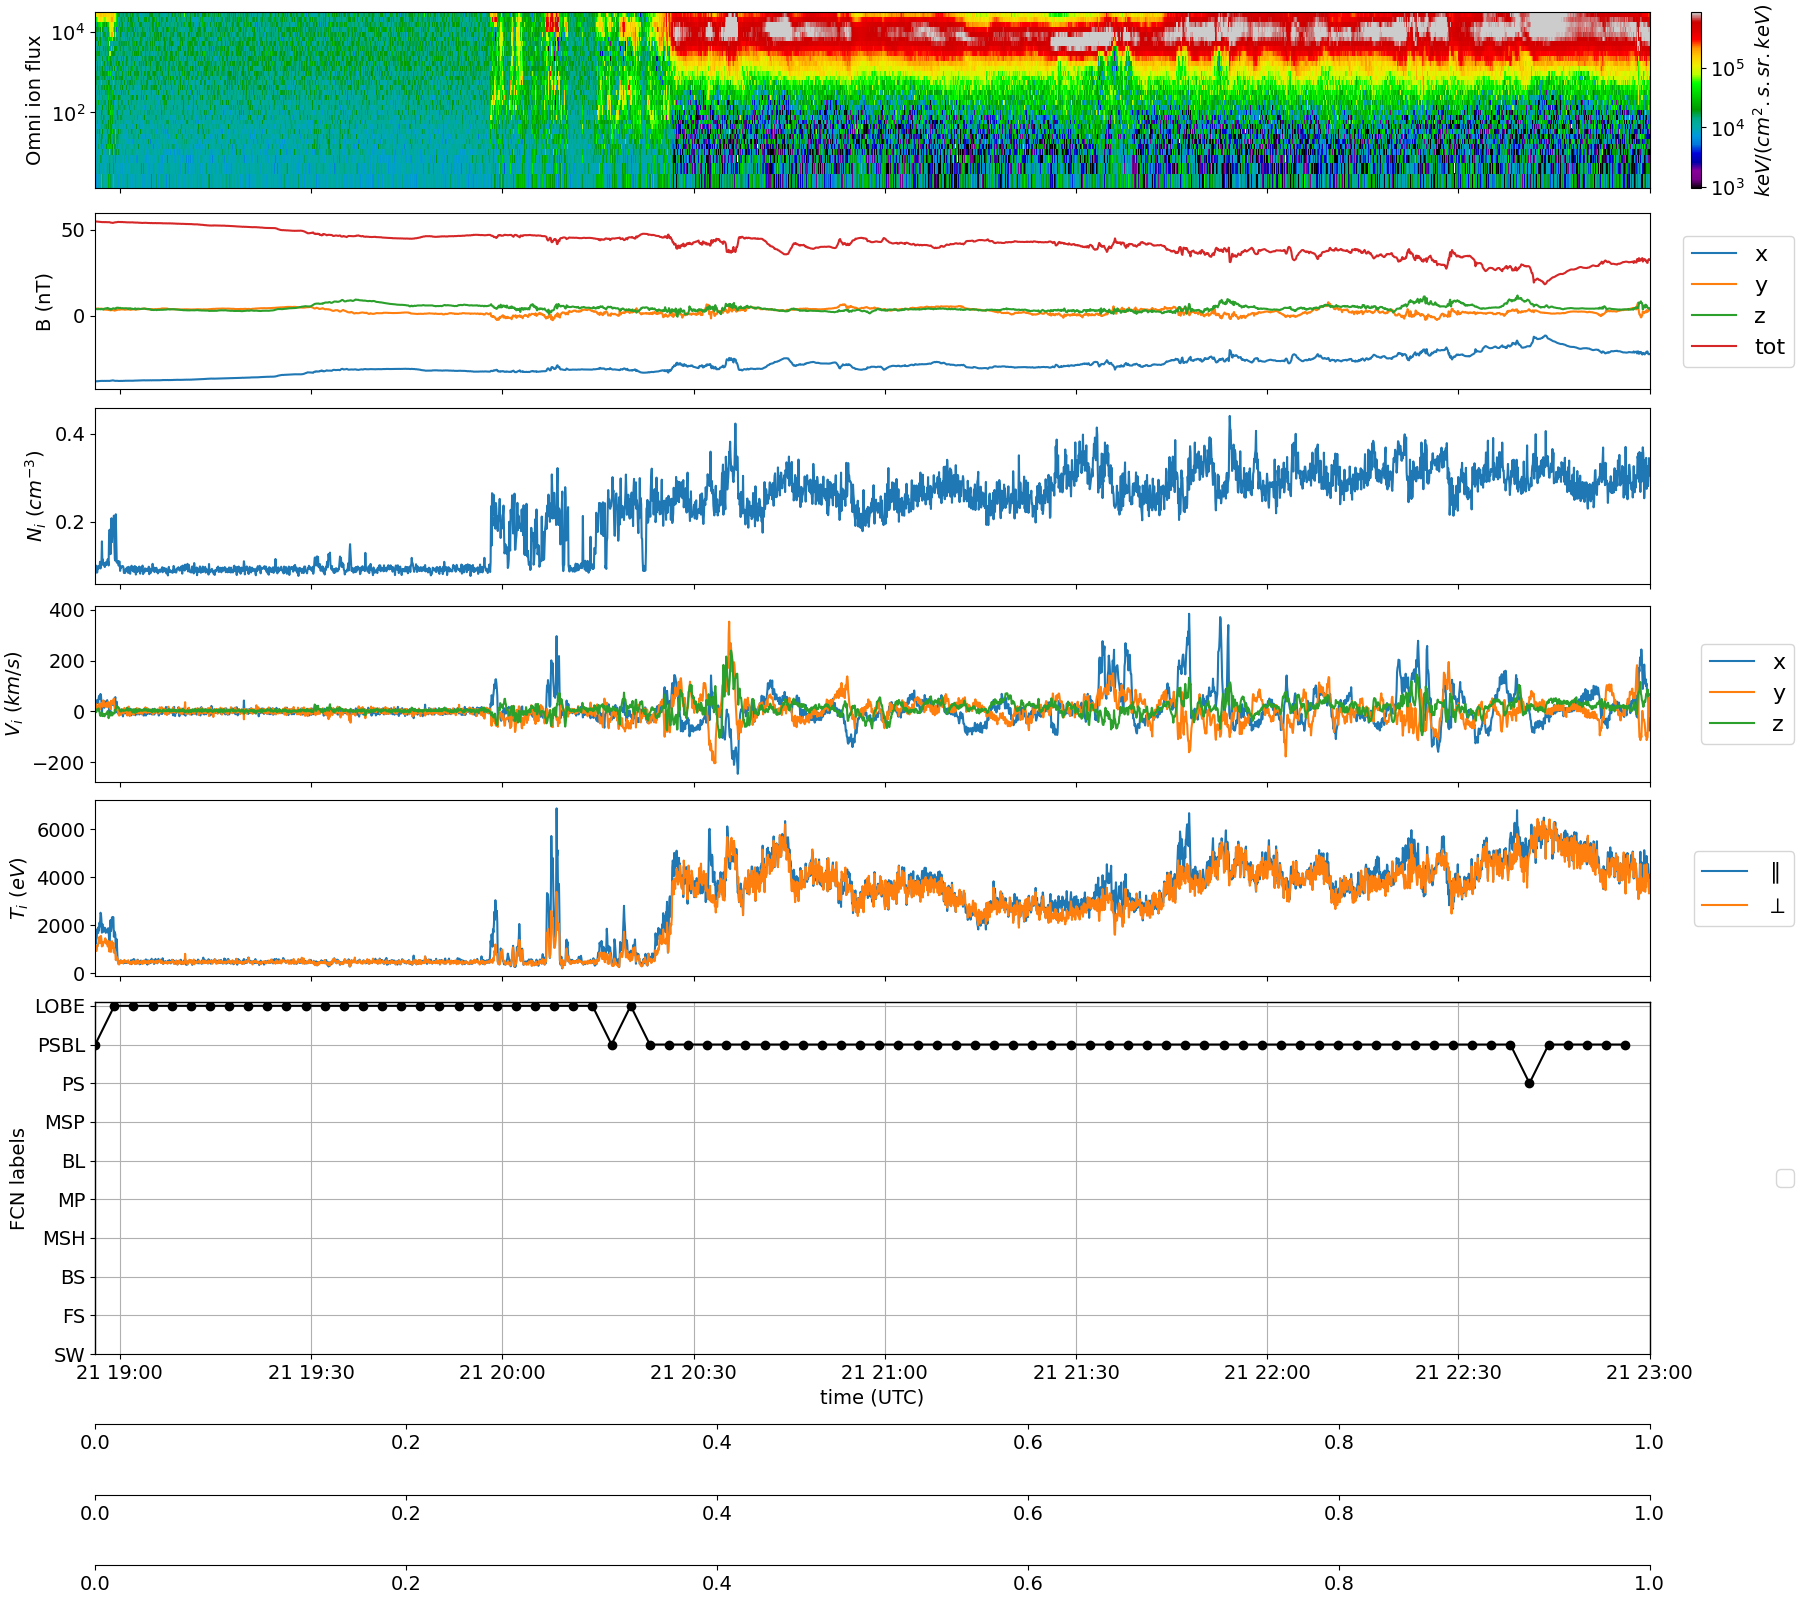 Omni ion flux
10^4
10^2
10^5
10^4
10^3
keV/(cm^2.s.sr.keV)
B (nT)
50
0
x
y
z
tot
N_i (cm^{-3})
0.4
0.2
V_i (km/s)
400
200
0
−200
x
y
z
T_i (eV)
6000
4000
2000
0
∥
⊥
FCN labels
LOBE
PSBL
PS
MSP
BL
MP
MSH
BS
FS
SW
21 19:00 21 19:30 21 20:00 21 20:30 21 21:00 21 21:30 21 22:00 21 22:30 21 23:00
time (UTC)
0.0 0.2 0.4 0.6 0.8 1.0
0.0 0.2 0.4 0.6 0.8 1.0
0.0 0.2 0.4 0.6 0.8 1.0